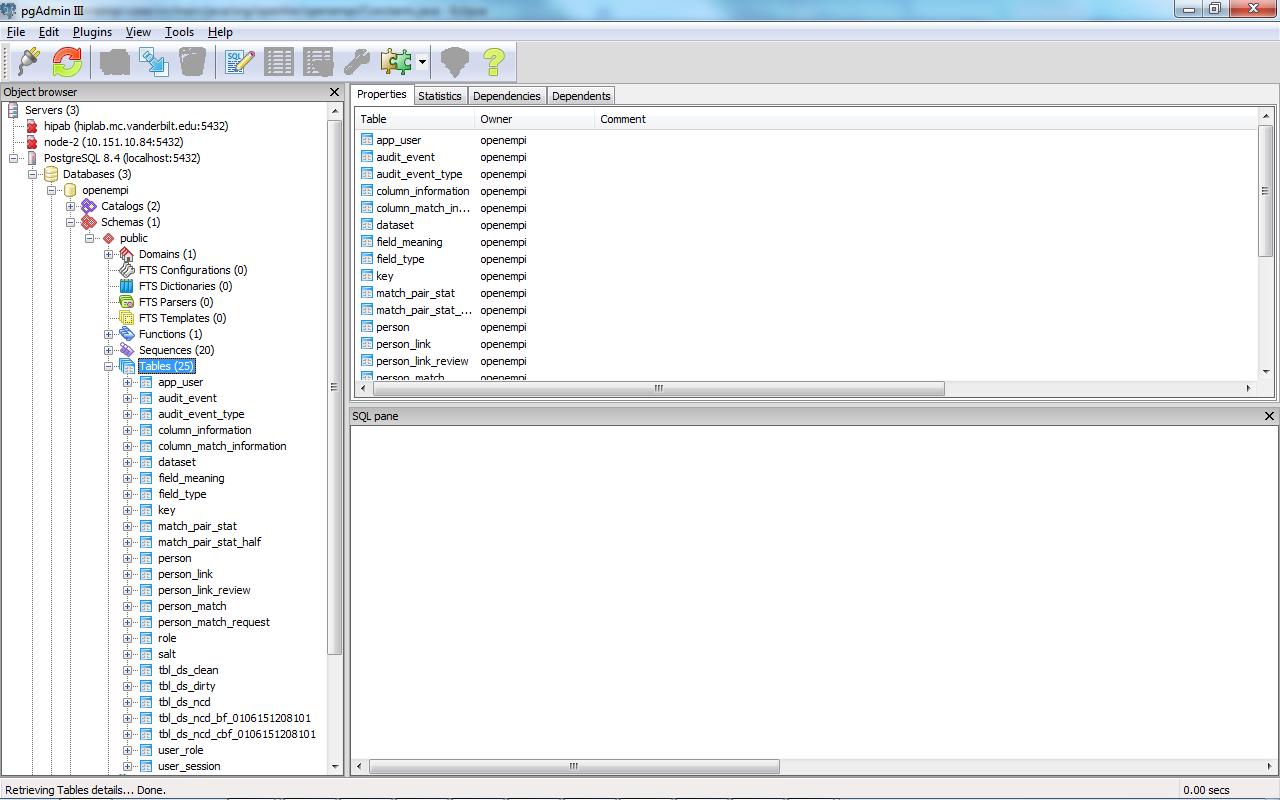 pgAdmin III
File Edit Plugins View Tools Help
Object browser
Servers (3)
hipab (hiplab.mc.vanderbilt.edu:5432)
node-2 (10.151.10.84:5432)
PostgreSQL 8.4 (localhost:5432)
Databases (3)
openempi
Catalogs (2)
Schemas (1)
public
Domains (1)
FTS Configurations (0)
FTS Dictionaries (0)
FTS Parsers (0)
FTS Templates (0)
Functions (1)
Sequences (20)
Tables (25)
app_user
audit_event
audit_event_type
column_information
column_match_information
dataset
field_meaning
field_type
key
match_pair_stat
match_pair_stat_half
person
person_link
person_link_review
person_match
person_match_request
role
salt
tbl_ds_clean
tbl_ds_dirty
tbl_ds_ncd
tbl_ds_ncd_bf_0106151208101
tbl_ds_ncd_cbf_0106151208101
user_role
user_session
Properties Statistics Dependencies Dependents
Table Owner Comment
app_user openempi
audit_event openempi
audit_event_type openempi
column_information openempi
column_match_in... openempi
dataset openempi
field_meaning openempi
field_type openempi
key openempi
match_pair_stat openempi
match_pair_stat_... openempi
person openempi
person_link openempi
person_link_review openempi
person_match openempi
SQL pane
Retrieving Tables details... Done. 0.00 secs